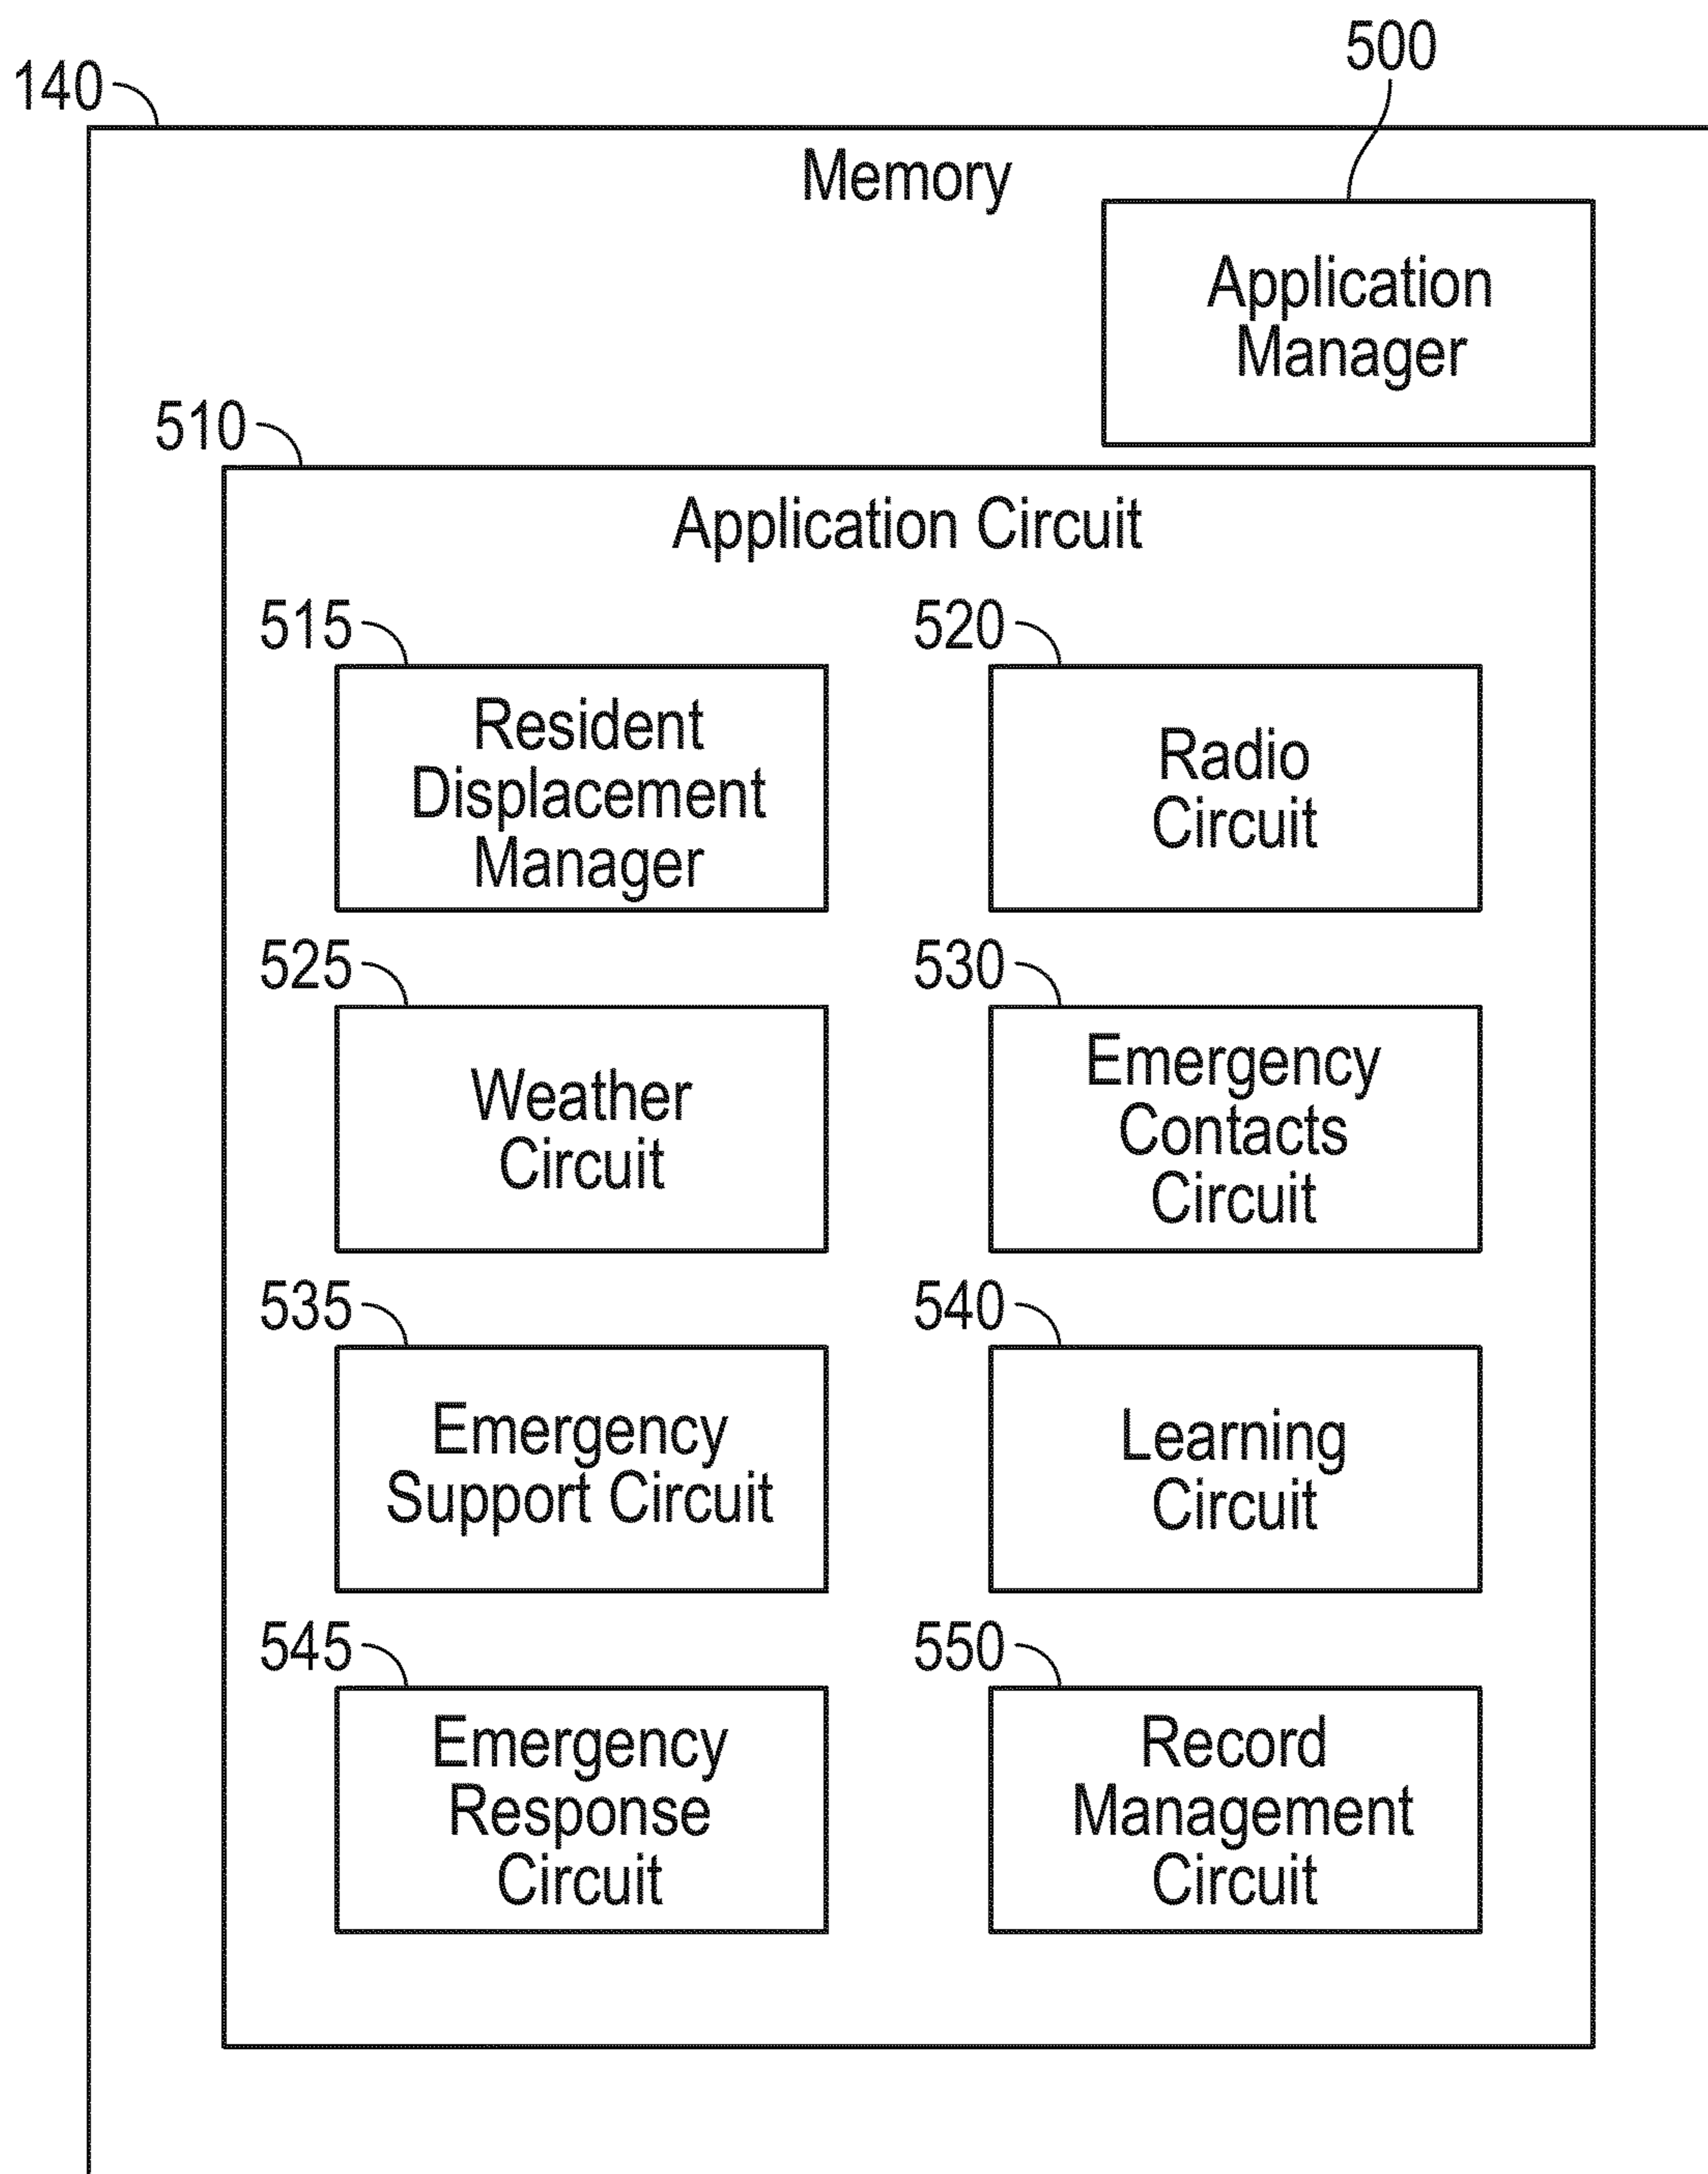 500
140
Memory
Application
Manager
510
Application Circuit
515
520
Resident
Displacement
Manager
Radio
Circuit
525
530
Weather
Circuit
Emergency
Contacts
Circuit
535
540
Emergency
Support Circuit
Learning
Circuit
545
550
Emergency
Response
Circuit
Record
Management
Circuit